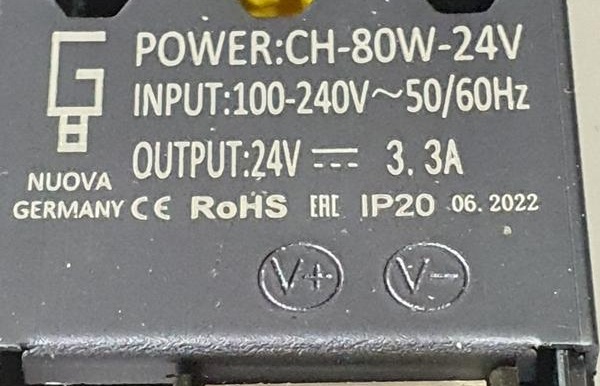 POWER:CH-80W-24V
INPUT:100-240V~50/60Hz
OUTPUT:24V ⎓ 3.3A
NUOVA
GERMANY CE RoHS EAC IP20 06.2022
V+ V-